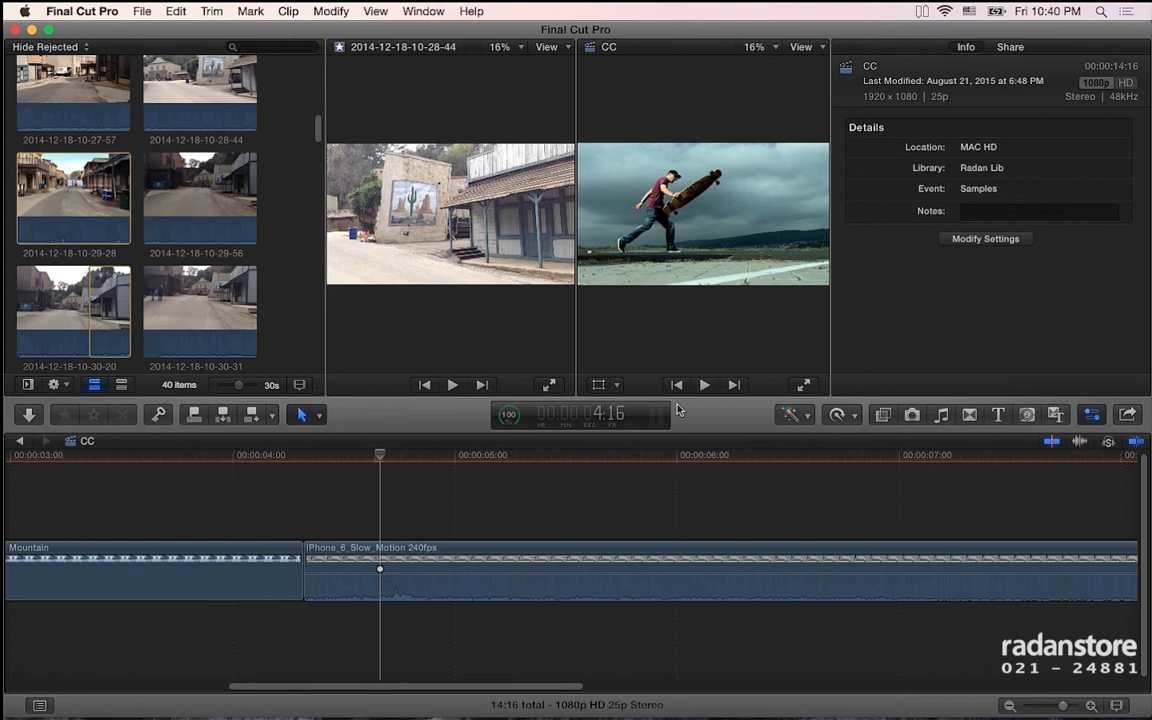 Final Cut Pro File Edit Trim Mark Clip Modify View Window Help Fri 10:40 PM
Final Cut Pro
Hide Rejected 2014-12-18-10-28-44 16% View CC 16% View Info Share
CC 00:00:14:16
Last Modified: August 21, 2015 at 6:48 PM 1080p HD
1920 × 1080 | 25p Stereo | 48kHz
Details
Location: MAC HD
Library: Radan Lib
Event: Samples
Notes:
Modify Settings
2014-12-18-10-27-57 2014-12-18-10-28-44
2014-12-18-10-29-28 2014-12-18-10-29-56
2014-12-18-10-30-20 2014-12-18-10-30-31
40 items 30s
100 00:00:04:16
HR MIN SEC FR
CC
00:00:03:00 00:00:04:00 00:00:05:00 00:00:06:00 00:00:07:00 00:
Mountain iPhone_6_Slow_Motion 240fps
radanstore
021 - 24881
14:16 total - 1080p HD 25p Stereo